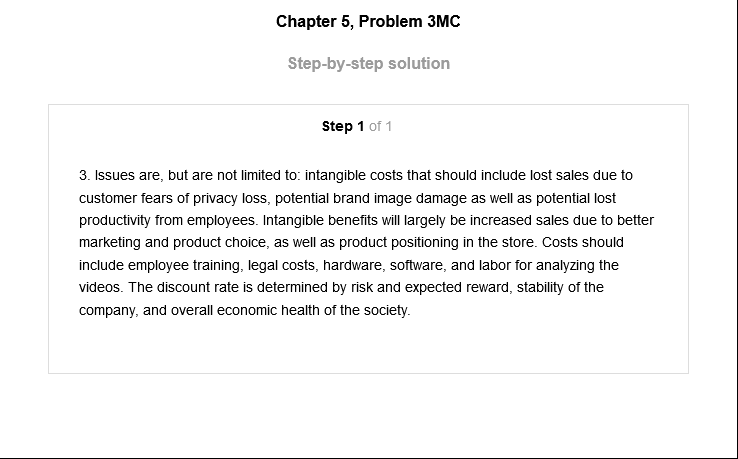 Chapter 5, Problem 3MC
Step-by-step solution
Step 1 of 1
3. Issues are, but are not limited to: intangible costs that should include lost sales due to
customer fears of privacy loss, potential brand image damage as well as potential lost
productivity from employees. Intangible benefits will largely be increased sales due to better
marketing and product choice, as well as product positioning in the store. Costs should
include employee training, legal costs, hardware, software, and labor for analyzing the
videos. The discount rate is determined by risk and expected reward, stability of the
company, and overall economic health of the society.